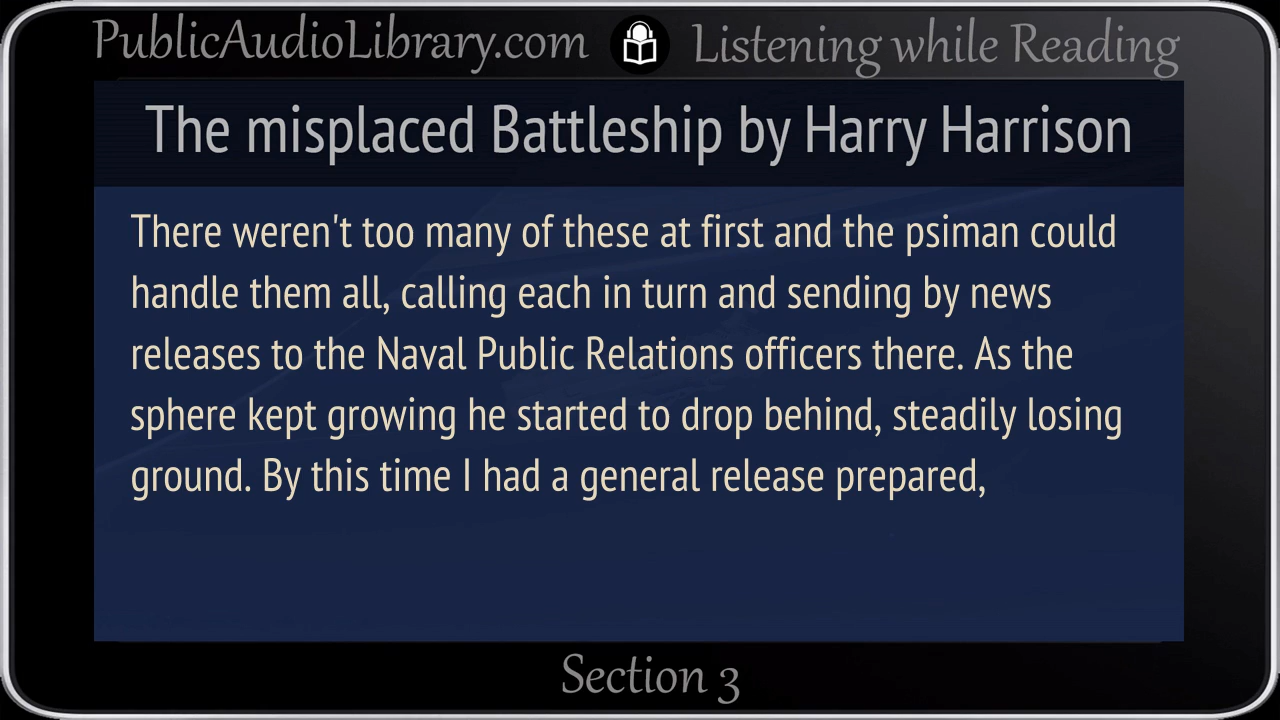 PublicAudioLibrary.com Listening while Reading
The misplaced Battleship by Harry Harrison
There weren't too many of these at first and the psiman could
handle them all, calling each in turn and sending by news
releases to the Naval Public Relations officers there. As the
sphere kept growing he started to drop behind, steadily losing
ground. By this time I had a general release prepared,
Section 3